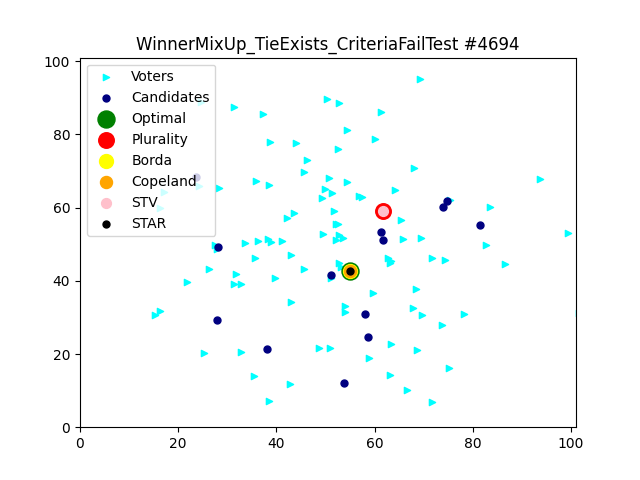 WinnerMixUp_TieExists_CriteriaFailTest #4694
100
80
60
40
20
0
Voters
Candidates
Optimal
Plurality
Borda
Copeland
STV
STAR
0 20 40 60 80 100